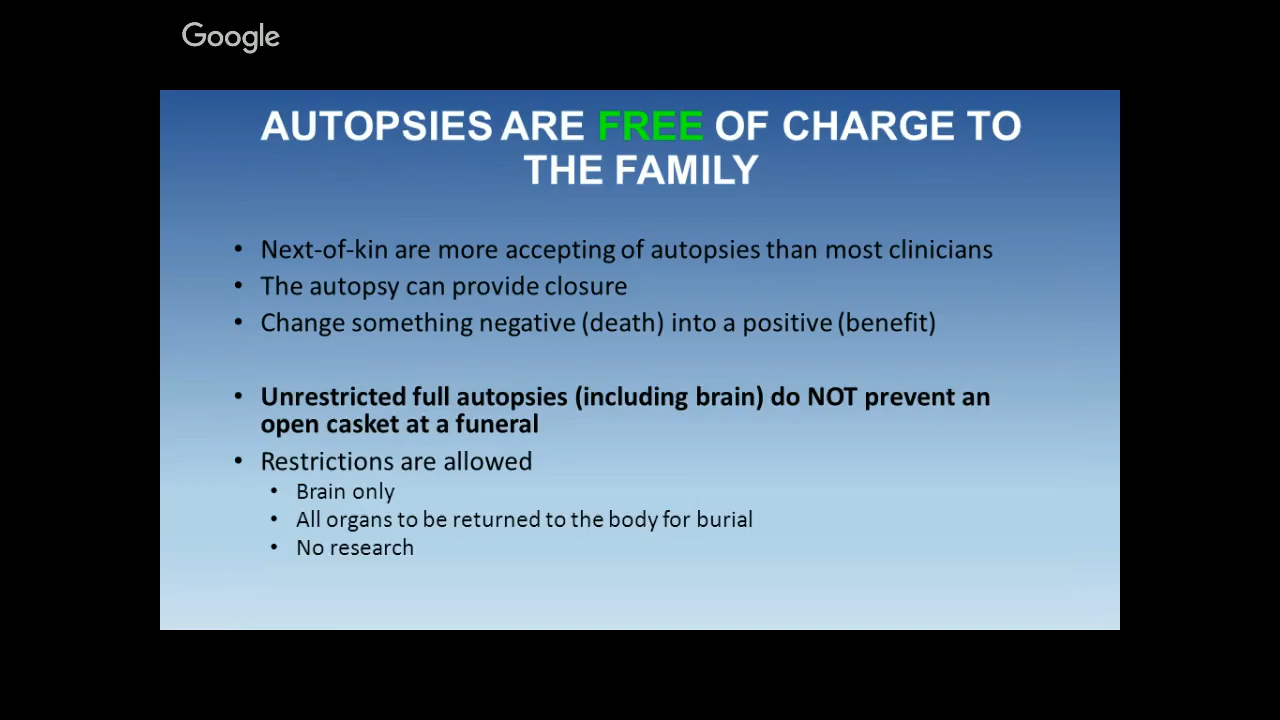 Google
AUTOPSIES ARE FREE OF CHARGE TO
THE FAMILY
• Next-of-kin are more accepting of autopsies than most clinicians
• The autopsy can provide closure
• Change something negative (death) into a positive (benefit)
• Unrestricted full autopsies (including brain) do NOT prevent an
open casket at a funeral
• Restrictions are allowed
• Brain only
• All organs to be returned to the body for burial
• No research